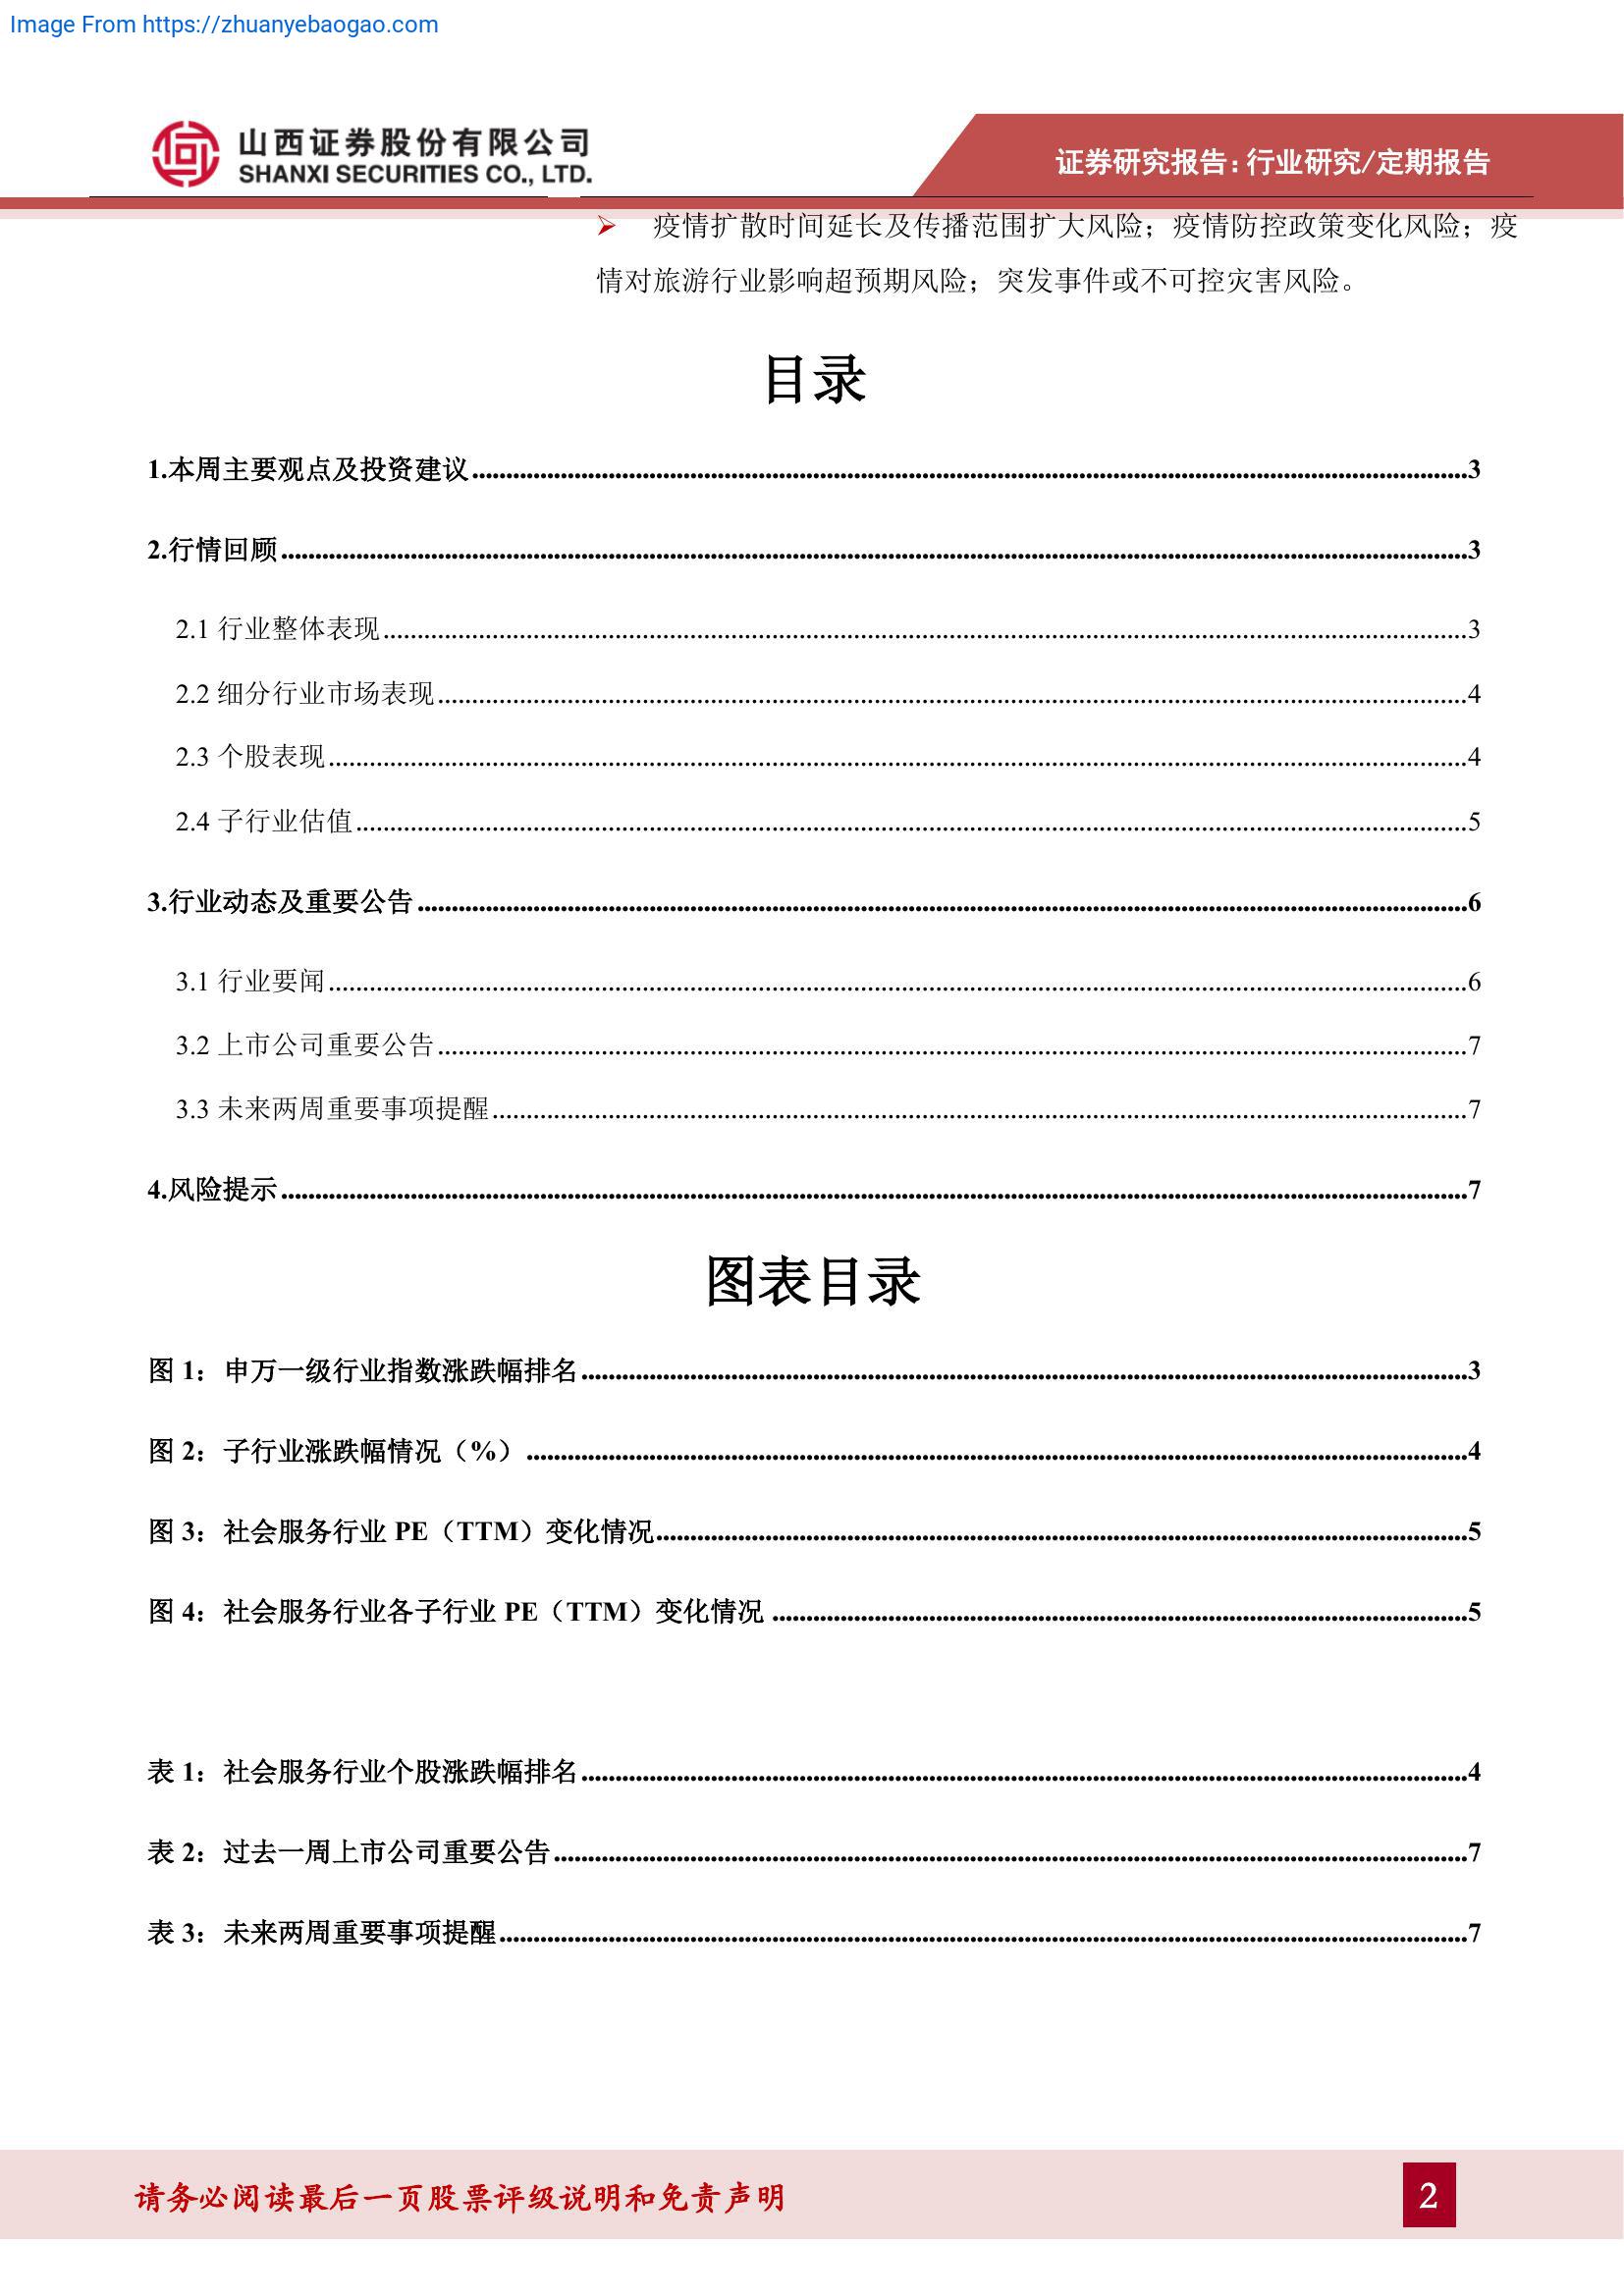 Image From https://zhuanyebaogao.com
山西证券股份有限公司
SHANXI SECURITIES CO., LTD.
证券研究报告:行业研究/定期报告
➢ 疫情扩散时间延长及传播范围扩大风险；疫情防控政策变化风险；疫
情对旅游行业影响超预期风险；突发事件或不可控灾害风险。
目录
1.本周主要观点及投资建议....................3
2.行情回顾....................3
2.1 行业整体表现....................3
2.2 细分行业市场表现....................4
2.3 个股表现....................4
2.4 子行业估值....................5
3.行业动态及重要公告....................6
3.1 行业要闻....................6
3.2 上市公司重要公告....................7
3.3 未来两周重要事项提醒....................7
4.风险提示....................7
图表目录
图 1：申万一级行业指数涨跌幅排名....................3
图 2：子行业涨跌幅情况（%）....................4
图 3：社会服务行业 PE（TTM）变化情况....................5
图 4：社会服务行业各子行业 PE（TTM）变化情况....................5
表 1：社会服务行业个股涨跌幅排名....................4
表 2：过去一周上市公司重要公告....................7
表 3：未来两周重要事项提醒....................7
请务必阅读最后一页股票评级说明和免责声明
2